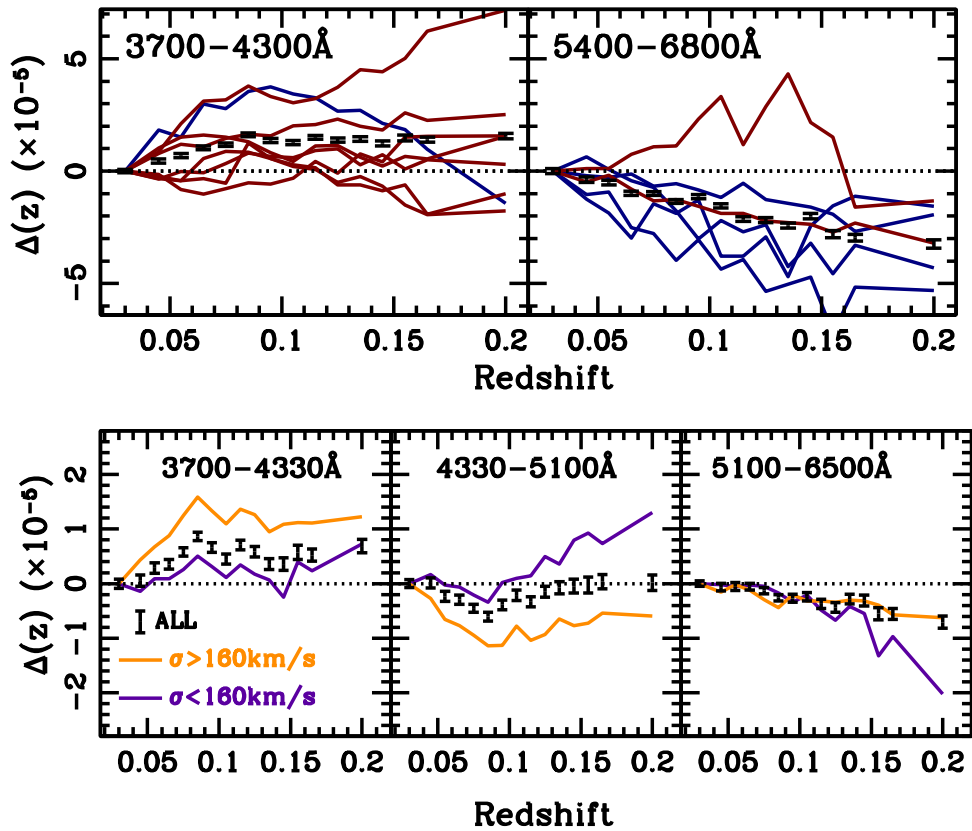 3700−4300Å
5400−6800Å
Δ(z) (×10⁻⁵)
5
0
−5
0.05
0.1
0.15
0.2
0.05
0.1
0.15
0.2
Redshift
3700−4330Å
4330−5100Å
5100−6500Å
Δ(z) (×10⁻⁵)
2
1
0
−1
−2
ALL
σ>160km/s
σ<160km/s
0.05
0.1
0.15
0.2
0.05
0.1
0.15
0.2
0.05
0.1
0.15
0.2
Redshift